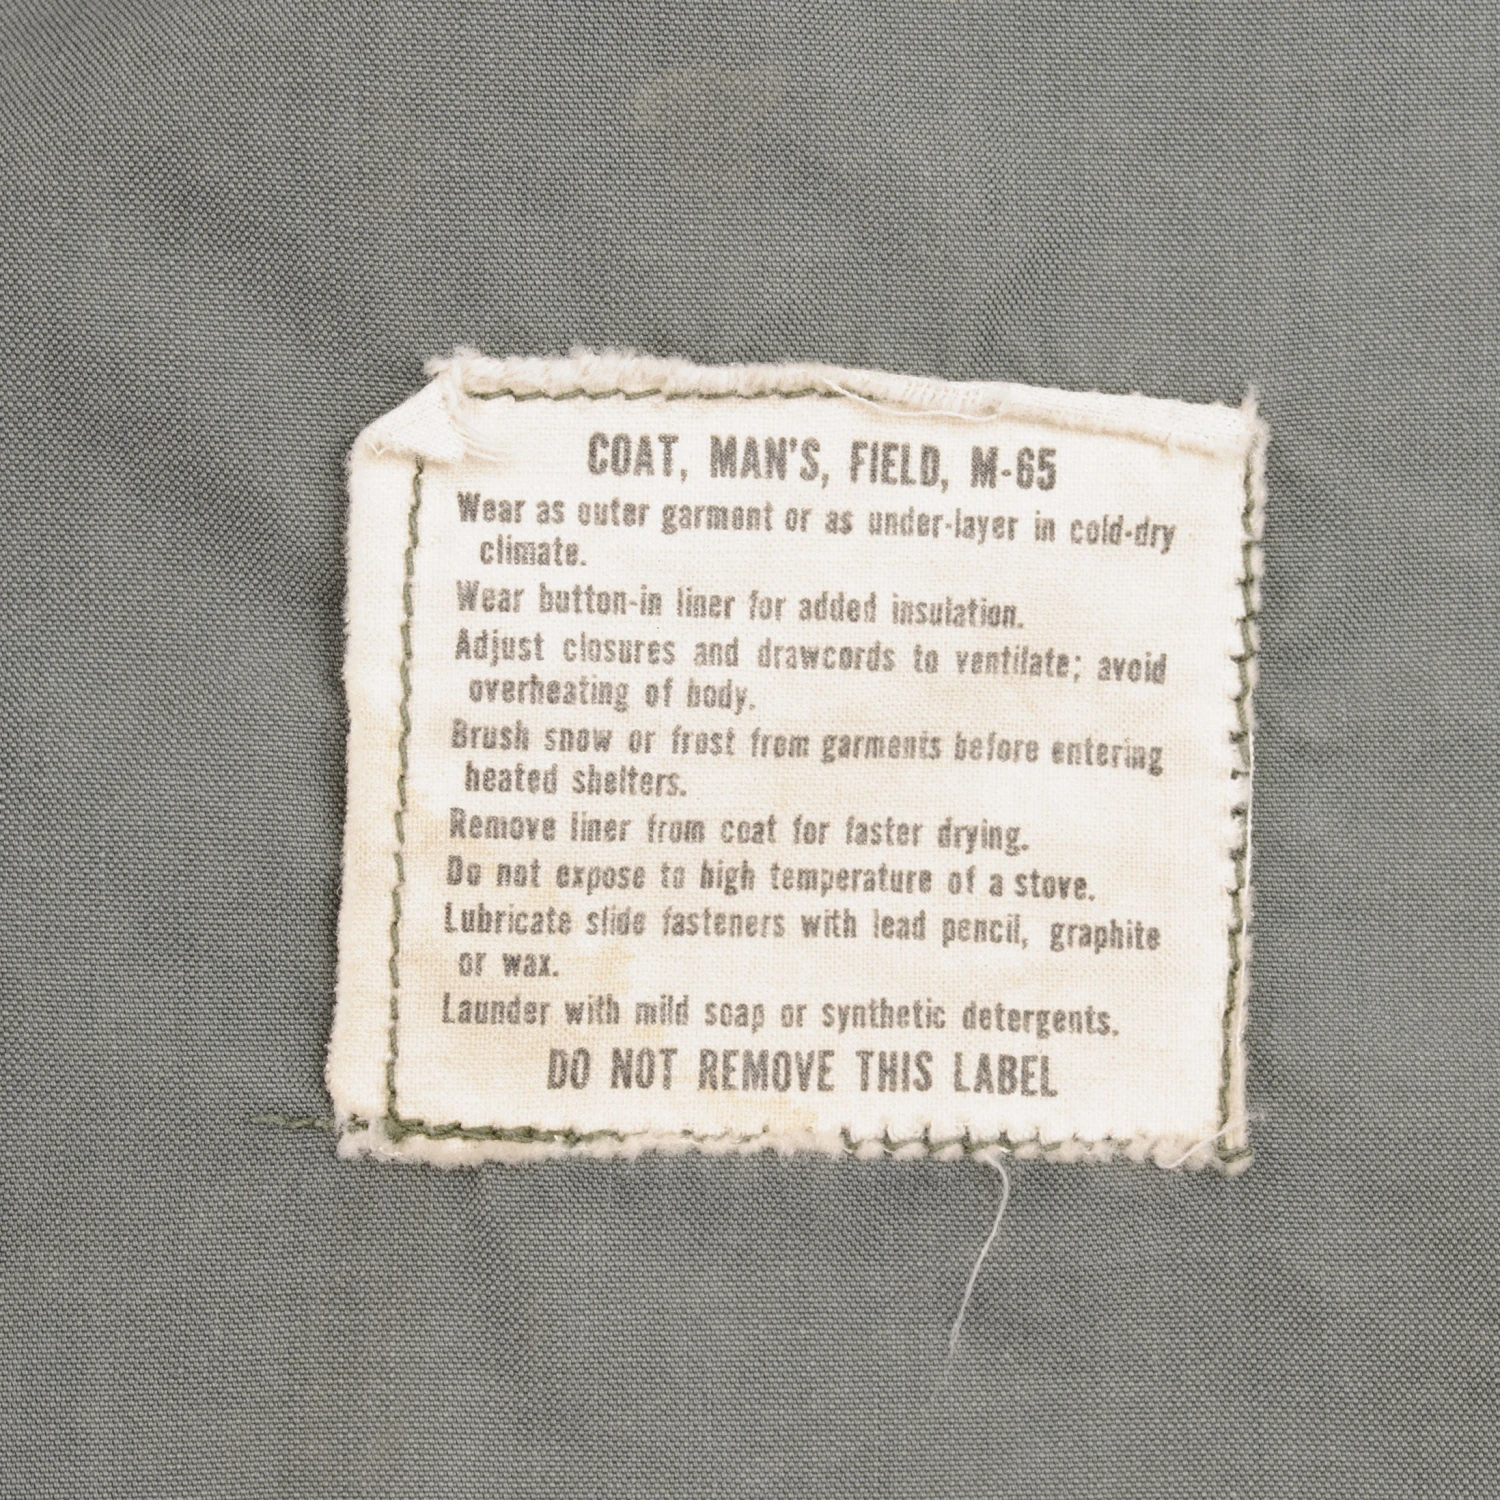 COAT, MAN'S, FIELD, M-65
Wear as outer garment or as under-layer in cold-dry
climate.
Wear button-in liner for added insulation.
Adjust closures and drawcords to ventilate; avoid
overheating of body.
Brush snow or frost from garments before entering
heated shelters.
Remove liner from coat for faster drying.
Do not expose to high temperature of a stove.
Lubricate slide fasteners with lead pencil, graphite
or wax.
Launder with mild soap or synthetic detergents.
DO NOT REMOVE THIS LABEL